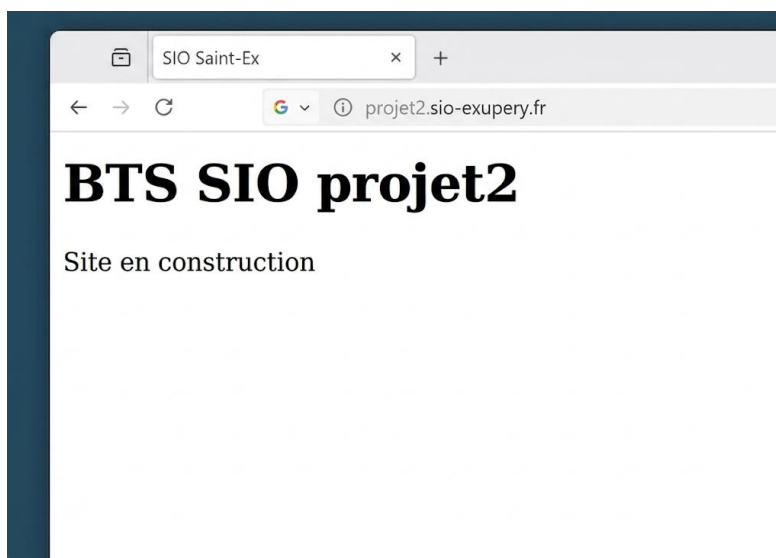 SIO Saint-Ex
projet2.sio-exupery.fr
BTS SIO projet2
Site en construction